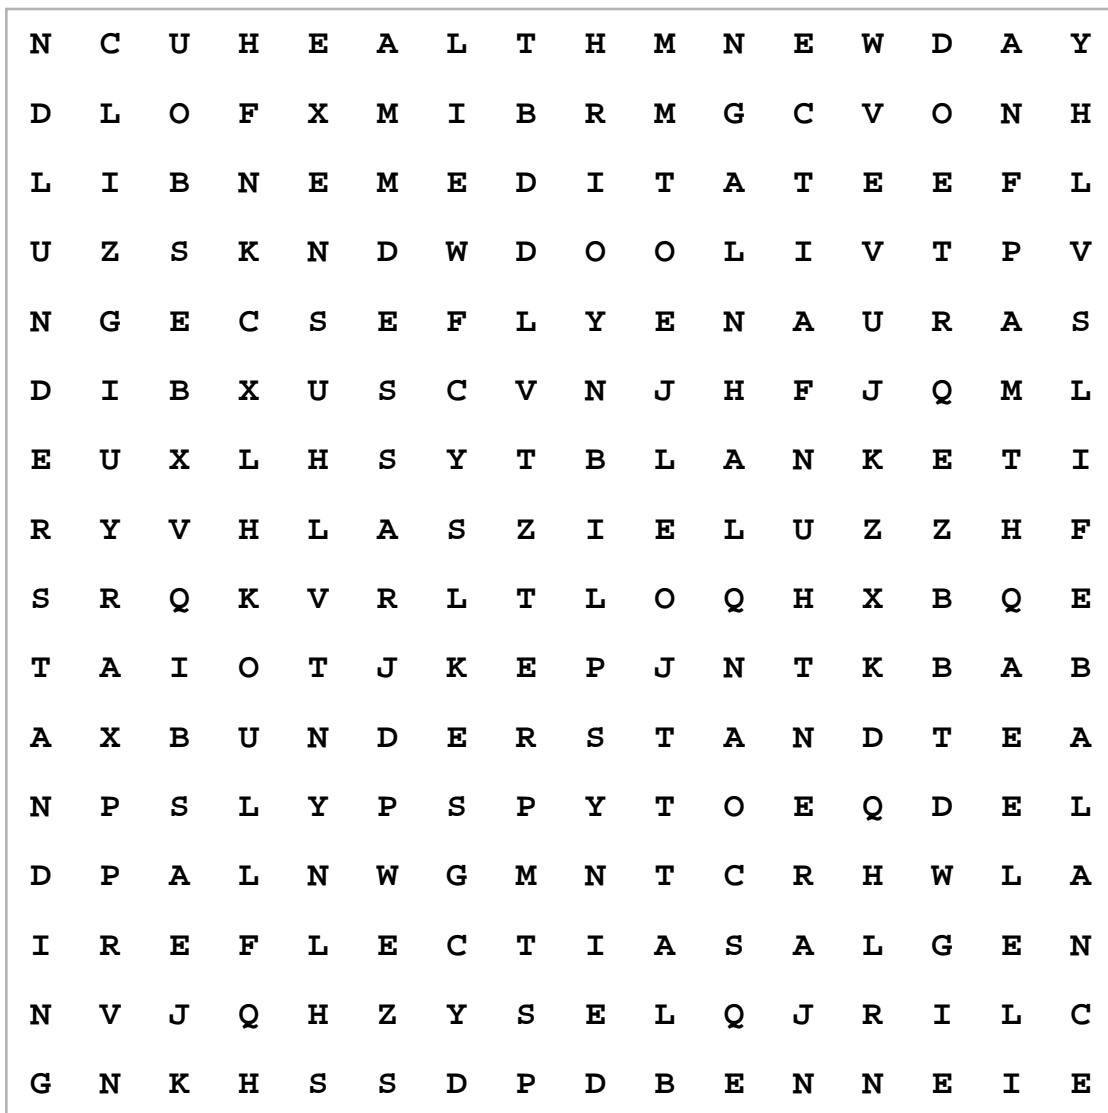 N C U H E A L T H M N E W D A Y
D L O F X M I B R M G C V O N H
L I B N E M E D I T A T E E F L
U Z S K N D W D O O L I V T P V
N G E C S E F L Y E N A U R A S
D I B X U S C V N J H F J Q M L
E U X L H S Y T B L A N K E T I
R Y V H L A S Z I E L U Z Z H F
S R Q K V R L T L O Q H X B Q E
T A I O T J K E P J N T K B A B
A X B U N D E R S T A N D T E A
N P S L Y P S P Y T O E Q D E L
D P A L N W G M N T C R H W L A
I R E F L E C T I A S A L G E N
N V J Q H Z Y S E L Q J R I L C
G N K H S S D P D B E N N E I E